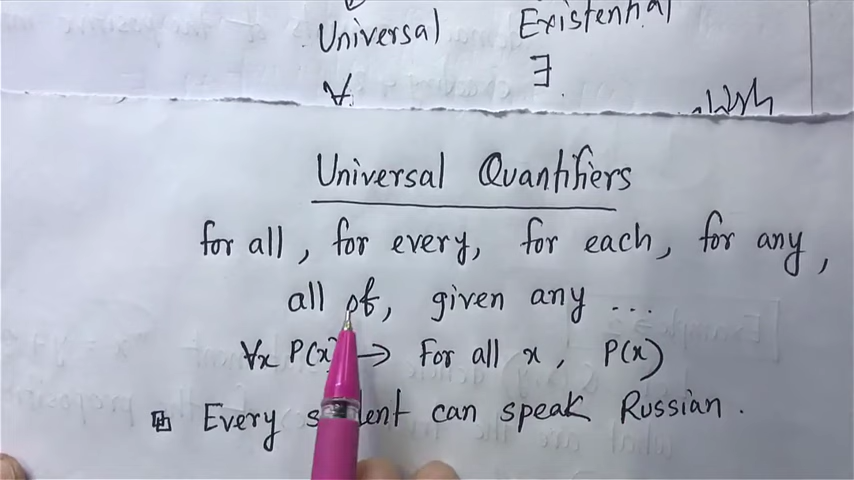 Universal Existential
∀ ∃
Universal Quantifiers
for all, for every, for each, for any,
all of, given any ...
∀x P(x) → For all x, P(x)
Every student can speak Russian.